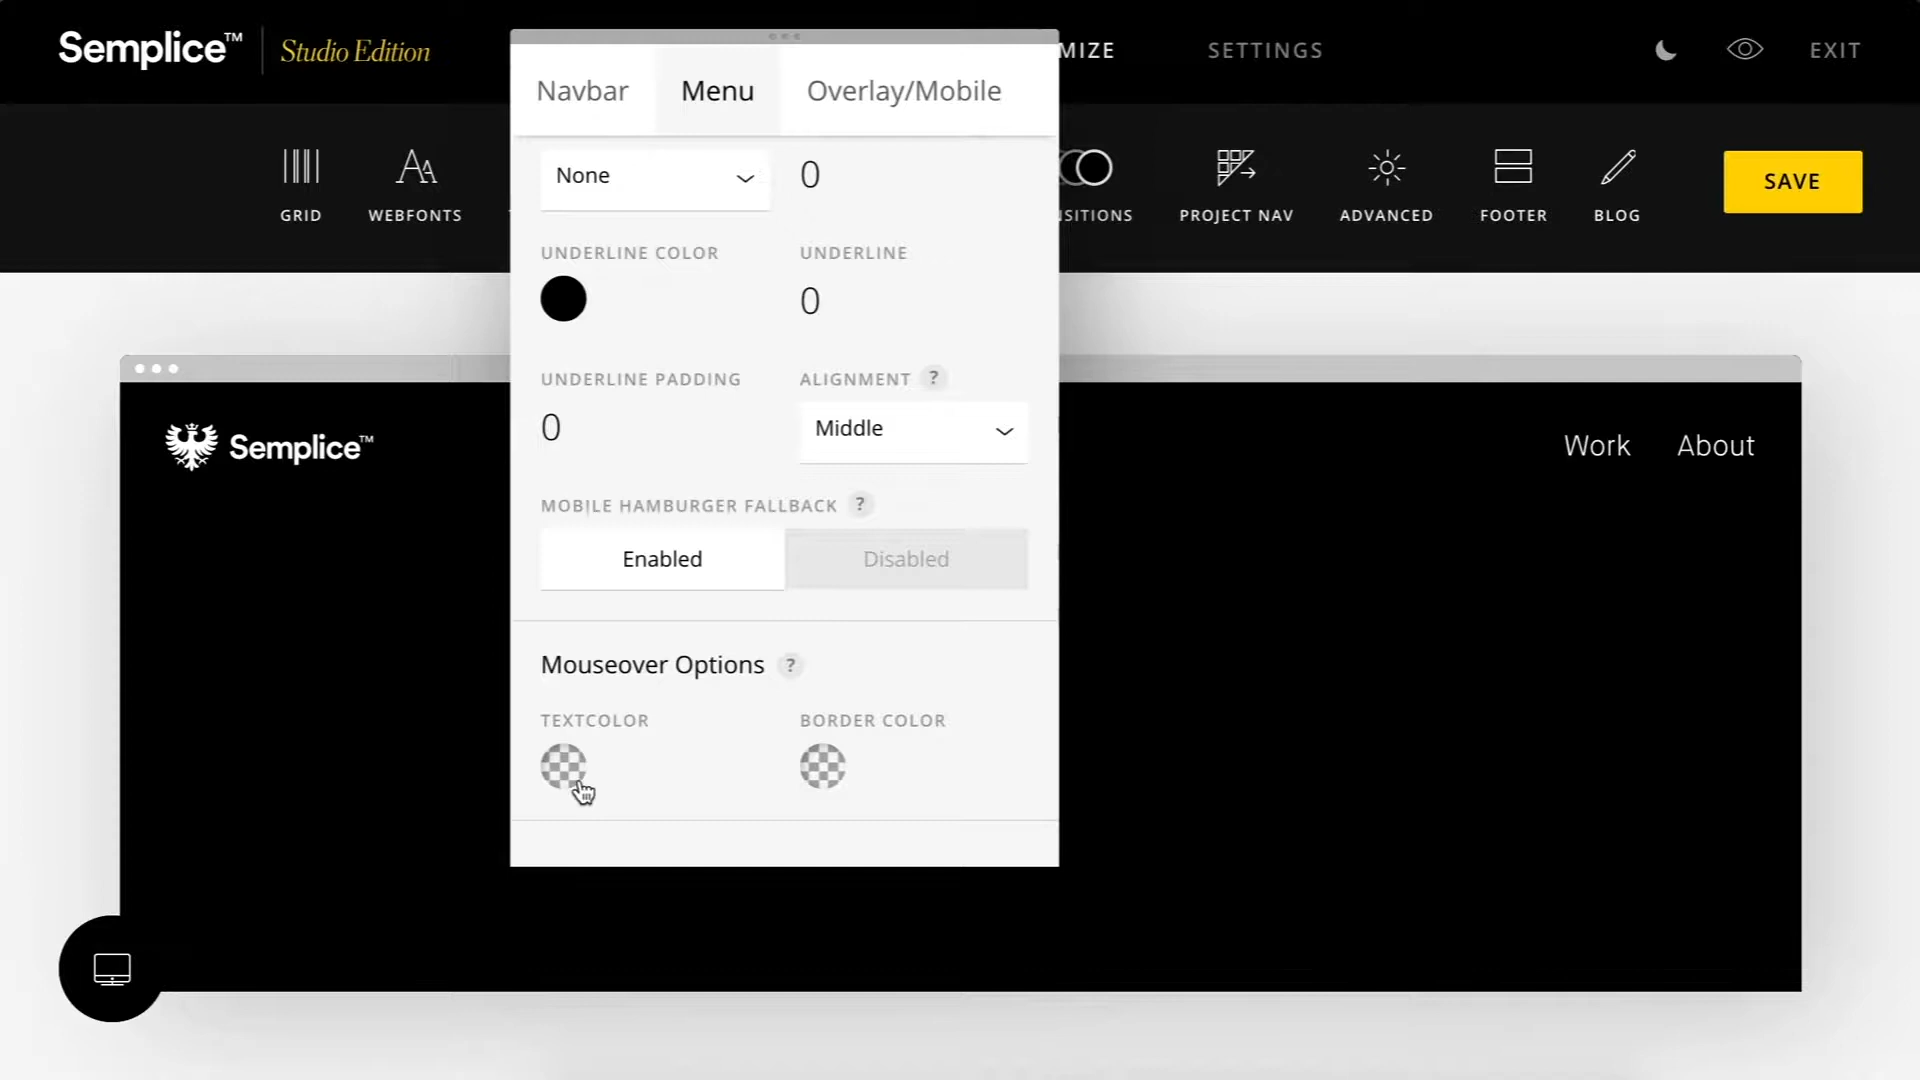 Semplice™ Studio Edition
MIZE
SETTINGS
EXIT
Navbar
Menu
Overlay/Mobile
GRID
WEBFONTS
SITIONS
PROJECT NAV
ADVANCED
FOOTER
BLOG
SAVE
None
0
UNDERLINE COLOR
UNDERLINE
0
UNDERLINE PADDING
ALIGNMENT ?
0
Middle
MOBILE HAMBURGER FALLBACK ?
Enabled
Disabled
Mouseover Options ?
TEXTCOLOR
BORDER COLOR
Semplice™
Work
About